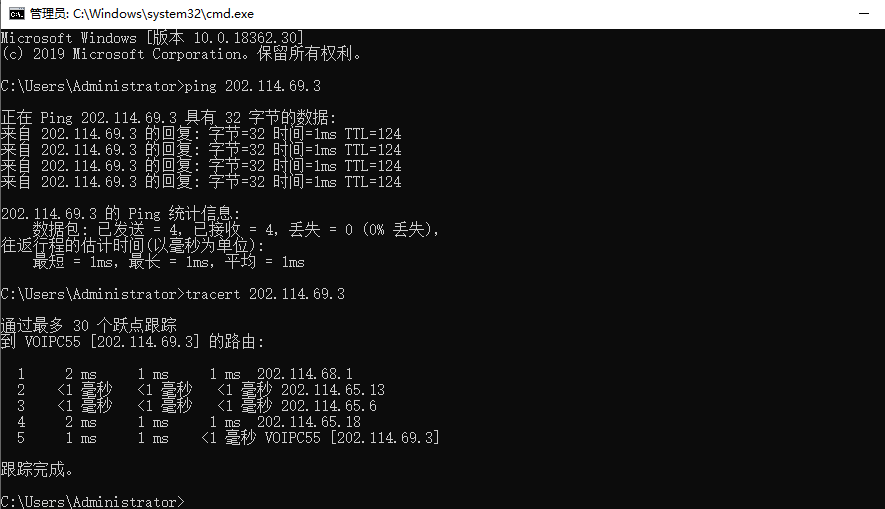 管理员: C:\Windows\system32\cmd.exe
Microsoft Windows [版本 10.0.18362.30]
(c) 2019 Microsoft Corporation。保留所有权利。
C:\Users\Administrator>ping 202.114.69.3
正在 Ping 202.114.69.3 具有 32 字节的数据:
来自 202.114.69.3 的回复: 字节=32 时间=1ms TTL=124
来自 202.114.69.3 的回复: 字节=32 时间=1ms TTL=124
来自 202.114.69.3 的回复: 字节=32 时间=1ms TTL=124
来自 202.114.69.3 的回复: 字节=32 时间=1ms TTL=124
202.114.69.3 的 Ping 统计信息:
数据包: 已发送 = 4，已接收 = 4，丢失 = 0 (0% 丢失)，
往返行程的估计时间(以毫秒为单位):
最短 = 1ms，最长 = 1ms，平均 = 1ms
C:\Users\Administrator>tracert 202.114.69.3
通过最多 30 个跃点跟踪
到 VOIPC55 [202.114.69.3] 的路由:
1 2 ms 1 ms 1 ms 202.114.68.1
2 <1 毫秒 <1 毫秒 <1 毫秒 202.114.65.13
3 <1 毫秒 <1 毫秒 <1 毫秒 202.114.65.6
4 2 ms 1 ms 1 ms 202.114.65.18
5 1 ms 1 ms <1 毫秒 VOIPC55 [202.114.69.3]
跟踪完成。
C:\Users\Administrator>